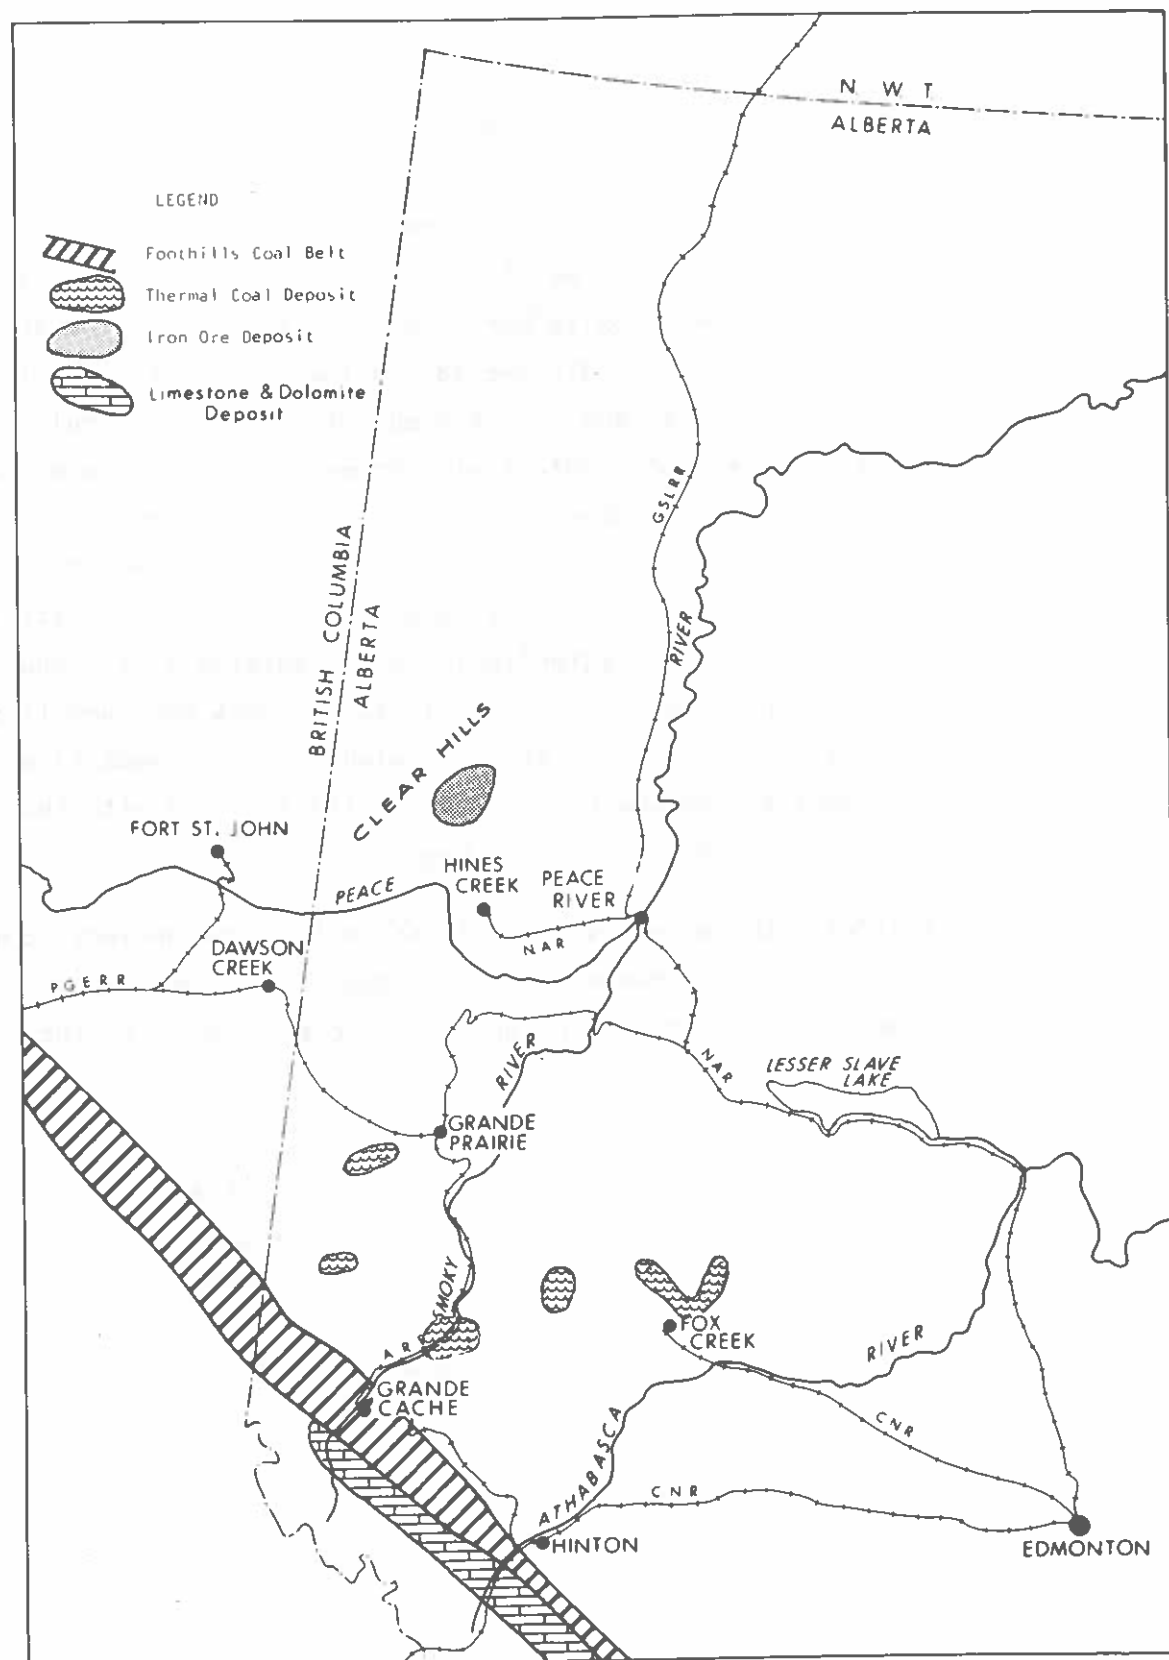 N W T
ALBERTA
LEGEND
Foothills Coal Belt
Thermal Coal Deposit
Iron Ore Deposit
Limestone & Dolomite
Deposit
GSLRR
BRITISH COLUMBIA
ALBERTA
RIVER
CLEAR HILLS
FORT ST. JOHN
PEACE
HINES
CREEK
PEACE
RIVER
NAR
DAWSON
CREEK
PGERR
RIVER
NAR
LESSER SLAVE
LAKE
GRANDE
PRAIRIE
SMOKY
ARR
FOX
CREEK
RIVER
GRANDE
CACHE
ATHABASCA
CNR
CNR
HINTON
EDMONTON